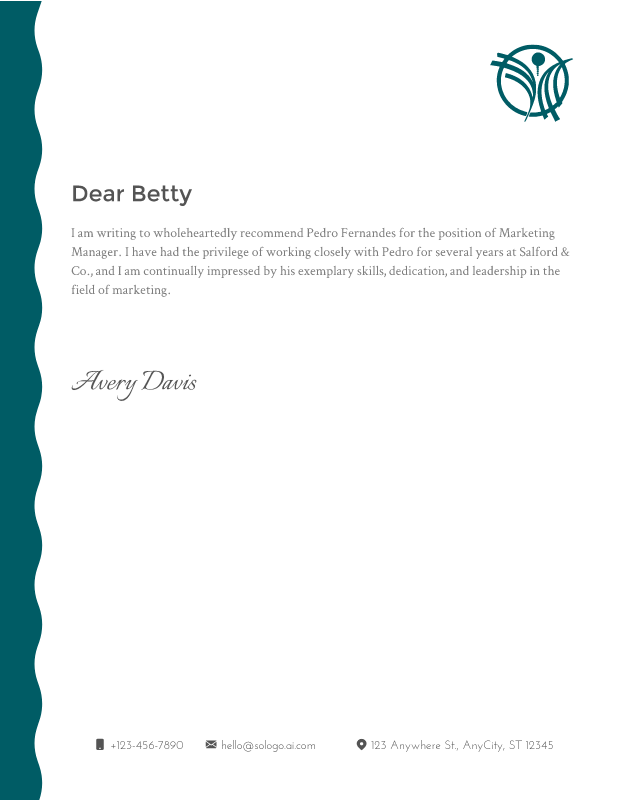 Dear Betty
I am writing to wholeheartedly recommend Pedro Fernandes for the position of Marketing
Manager. I have had the privilege of working closely with Pedro for several years at Salford &
Co., and I am continually impressed by his exemplary skills, dedication, and leadership in the
field of marketing.
Avery Davis
+123-456-7890 hello@sologo.ai.com 123 Anywhere St., AnyCity, ST 12345